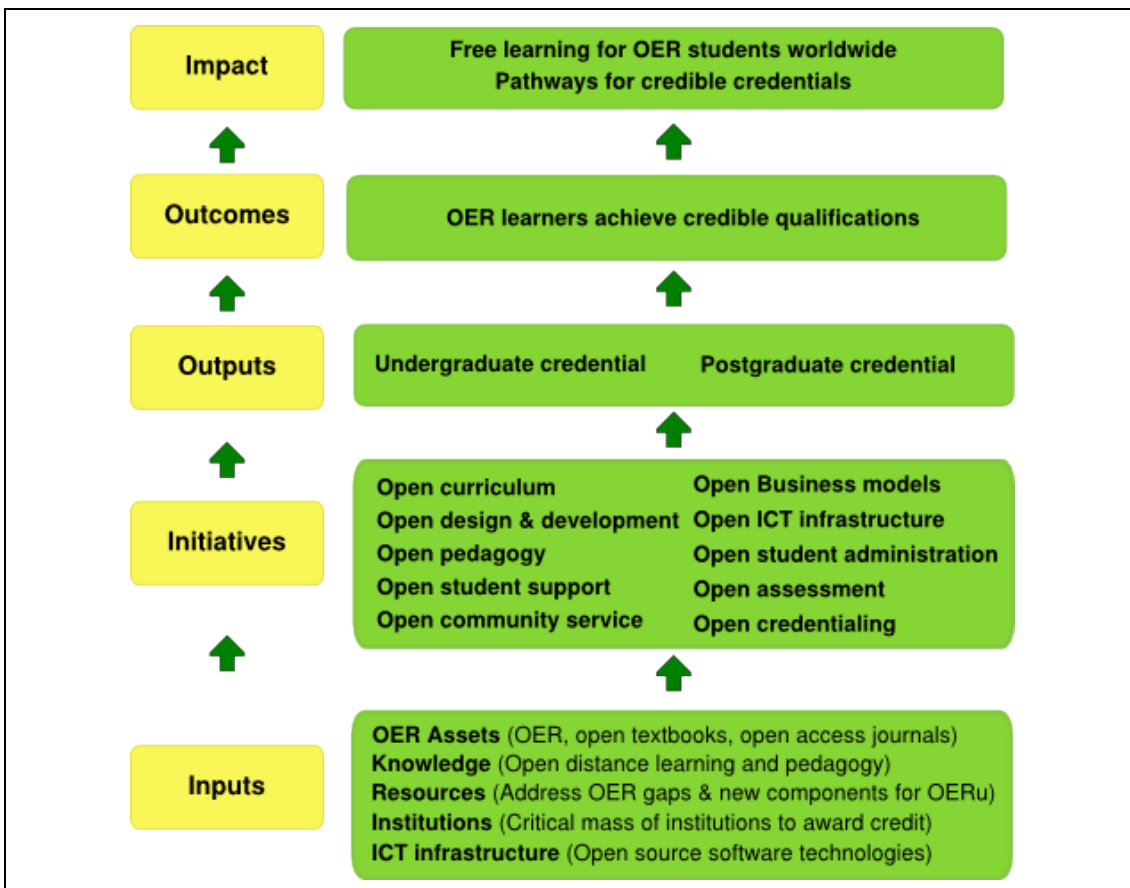 Impact
Free learning for OER students worldwide
Pathways for credible credentials
Outcomes
OER learners achieve credible qualifications
Outputs
Undergraduate credential
Postgraduate credential
Initiatives
Open curriculum
Open design & development
Open pedagogy
Open student support
Open community service
Open Business models
Open ICT infrastructure
Open student administration
Open assessment
Open credentialing
Inputs
OER Assets (OER, open textbooks, open access journals)
Knowledge (Open distance learning and pedagogy)
Resources (Address OER gaps & new components for OERu)
Institutions (Critical mass of institutions to award credit)
ICT infrastructure (Open source software technologies)